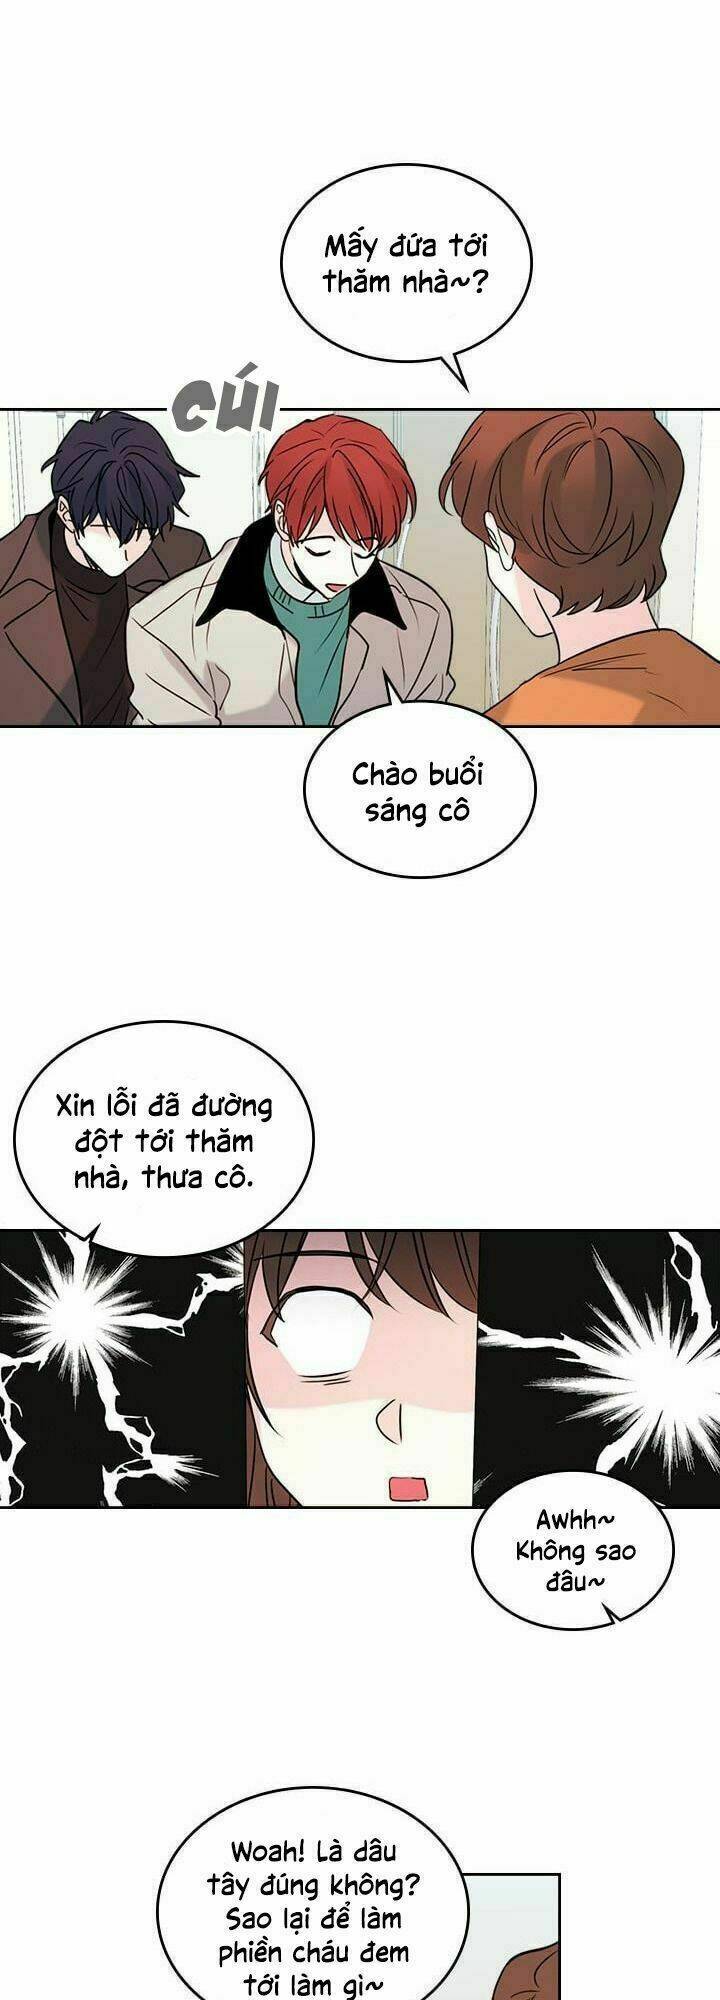 Mấy đứa tới
thăm nhà~?
CÚI
Chào buổi
sáng cô
Xin lỗi đã đường
đột tới thăm
nhà, thưa cô.
Awhh~
Không sao
đâu~
Woah! Là dâu
tây đúng không?
Sao lại để làm
phiền cháu đem
tới làm gì~